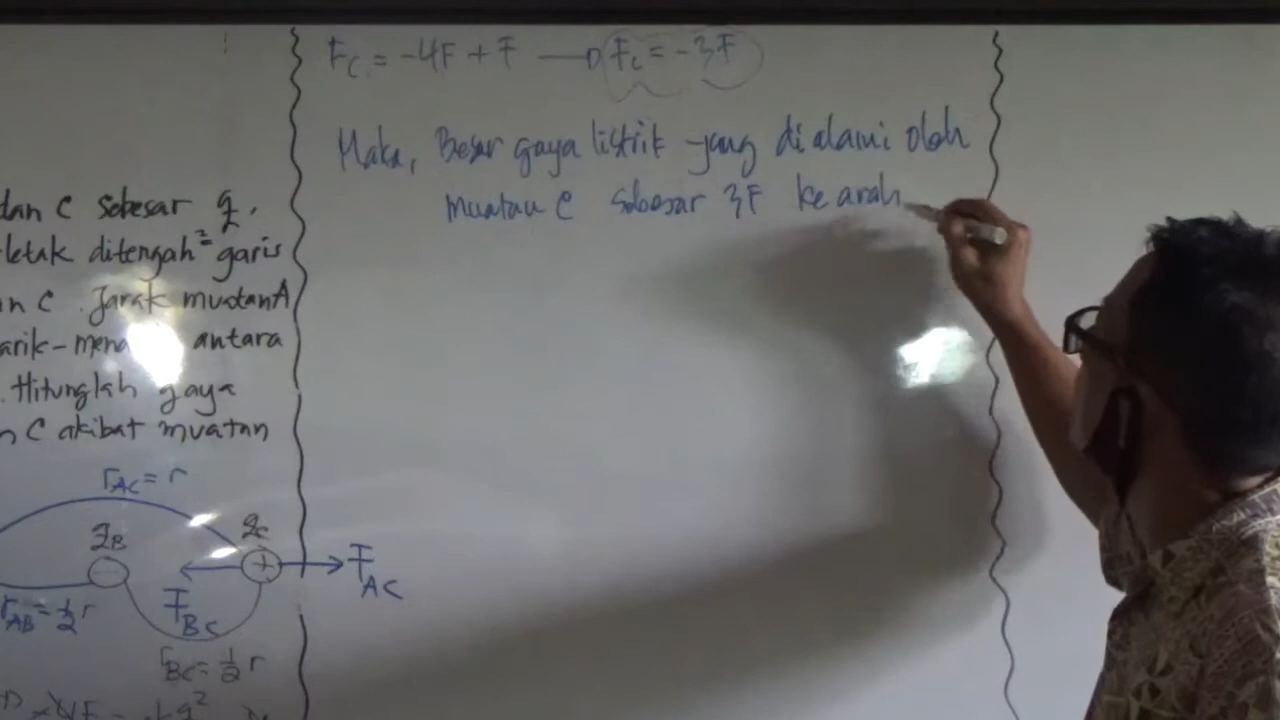 dan C sebesar q.
letak ditengah² garis
n C. Jarak muatan A
arik-mena antara
. Hitunglah gaya
n C akibat muatan
r_AC = r
q_B
q_C
−
+
F_AC
F_BC
r_AB = ½ r
r_BC = ½ r
F_C = -4F + F → F_C = -3F
Maka, Besar gaya listrik yang di alami oleh
muatan C sebesar 3F ke arah